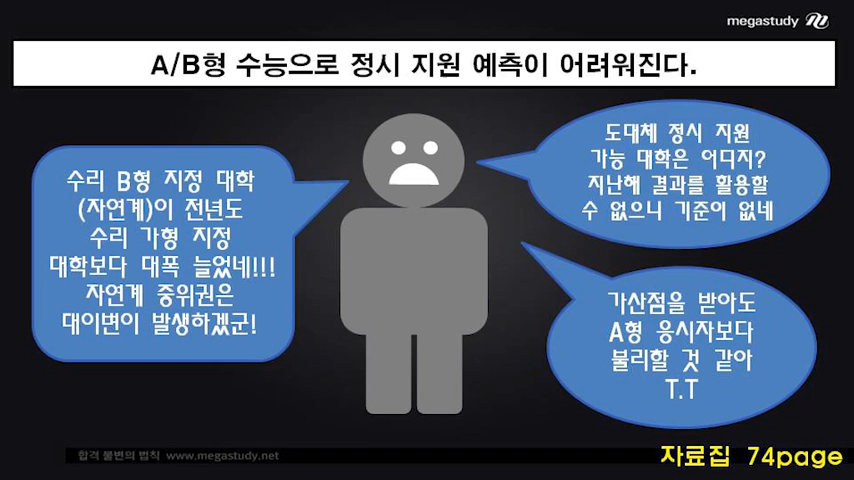 megastudy
A/B형 수능으로 정시 지원 예측이 어려워진다.
수리 B형 지정 대학
(자연계)이 전년도
수리 가형 지정
대학보다 대폭 늘었네!!!
자연계 중위권은
대이변이 발생하겠군!
도대체 정시 지원
가능 대학은 어디지?
지난해 결과를 활용할
수 없으니 기준이 없네
가산점을 받아도
A형 응시자보다
불리할 것 같아
T.T
합격 불변의 법칙 www.megastudy.net
자료집 74page